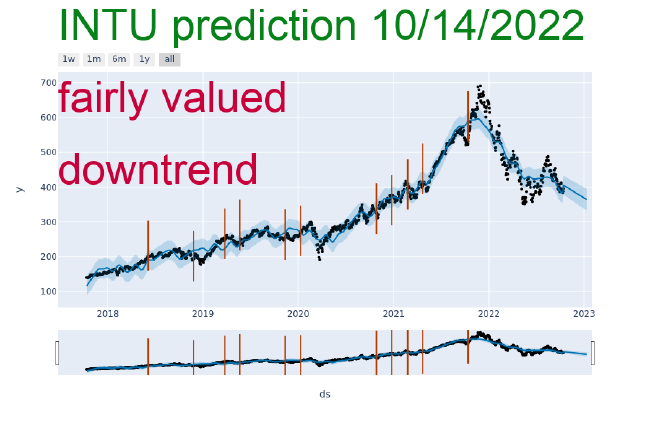 INTU prediction 10/14/2022
1w 1m 6m 1y all
700
fairly valued
600
500
downtrend
y
400
300
200
100
2018 2019 2020 2021 2022 2023
ds